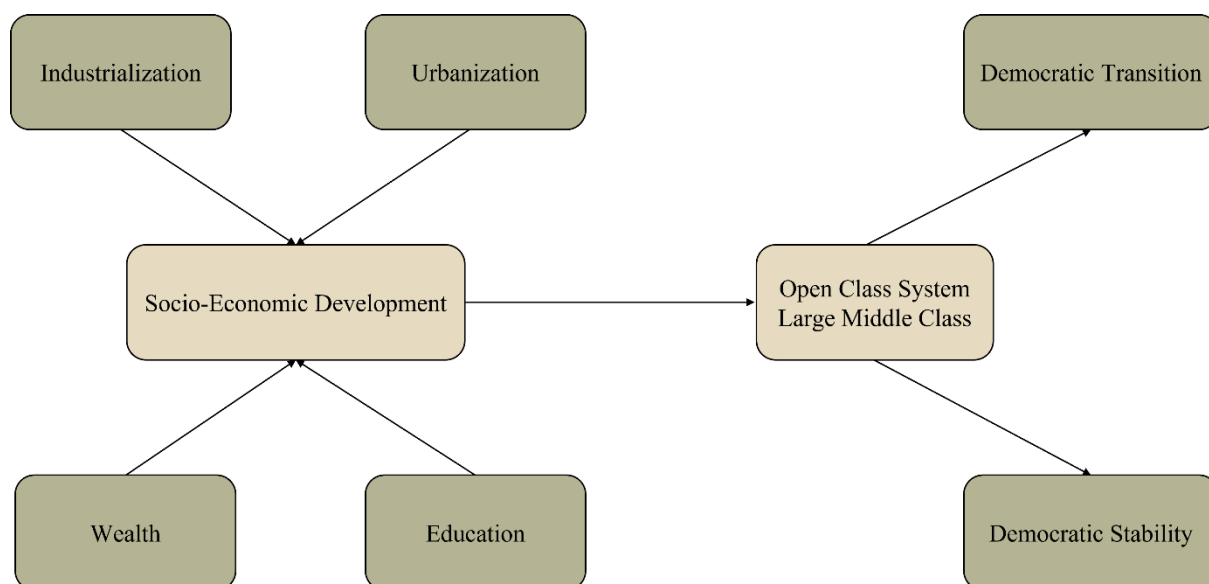 Industrialization
Urbanization
Democratic Transition
Socio-Economic Development
Open Class System
Large Middle Class
Wealth
Education
Democratic Stability